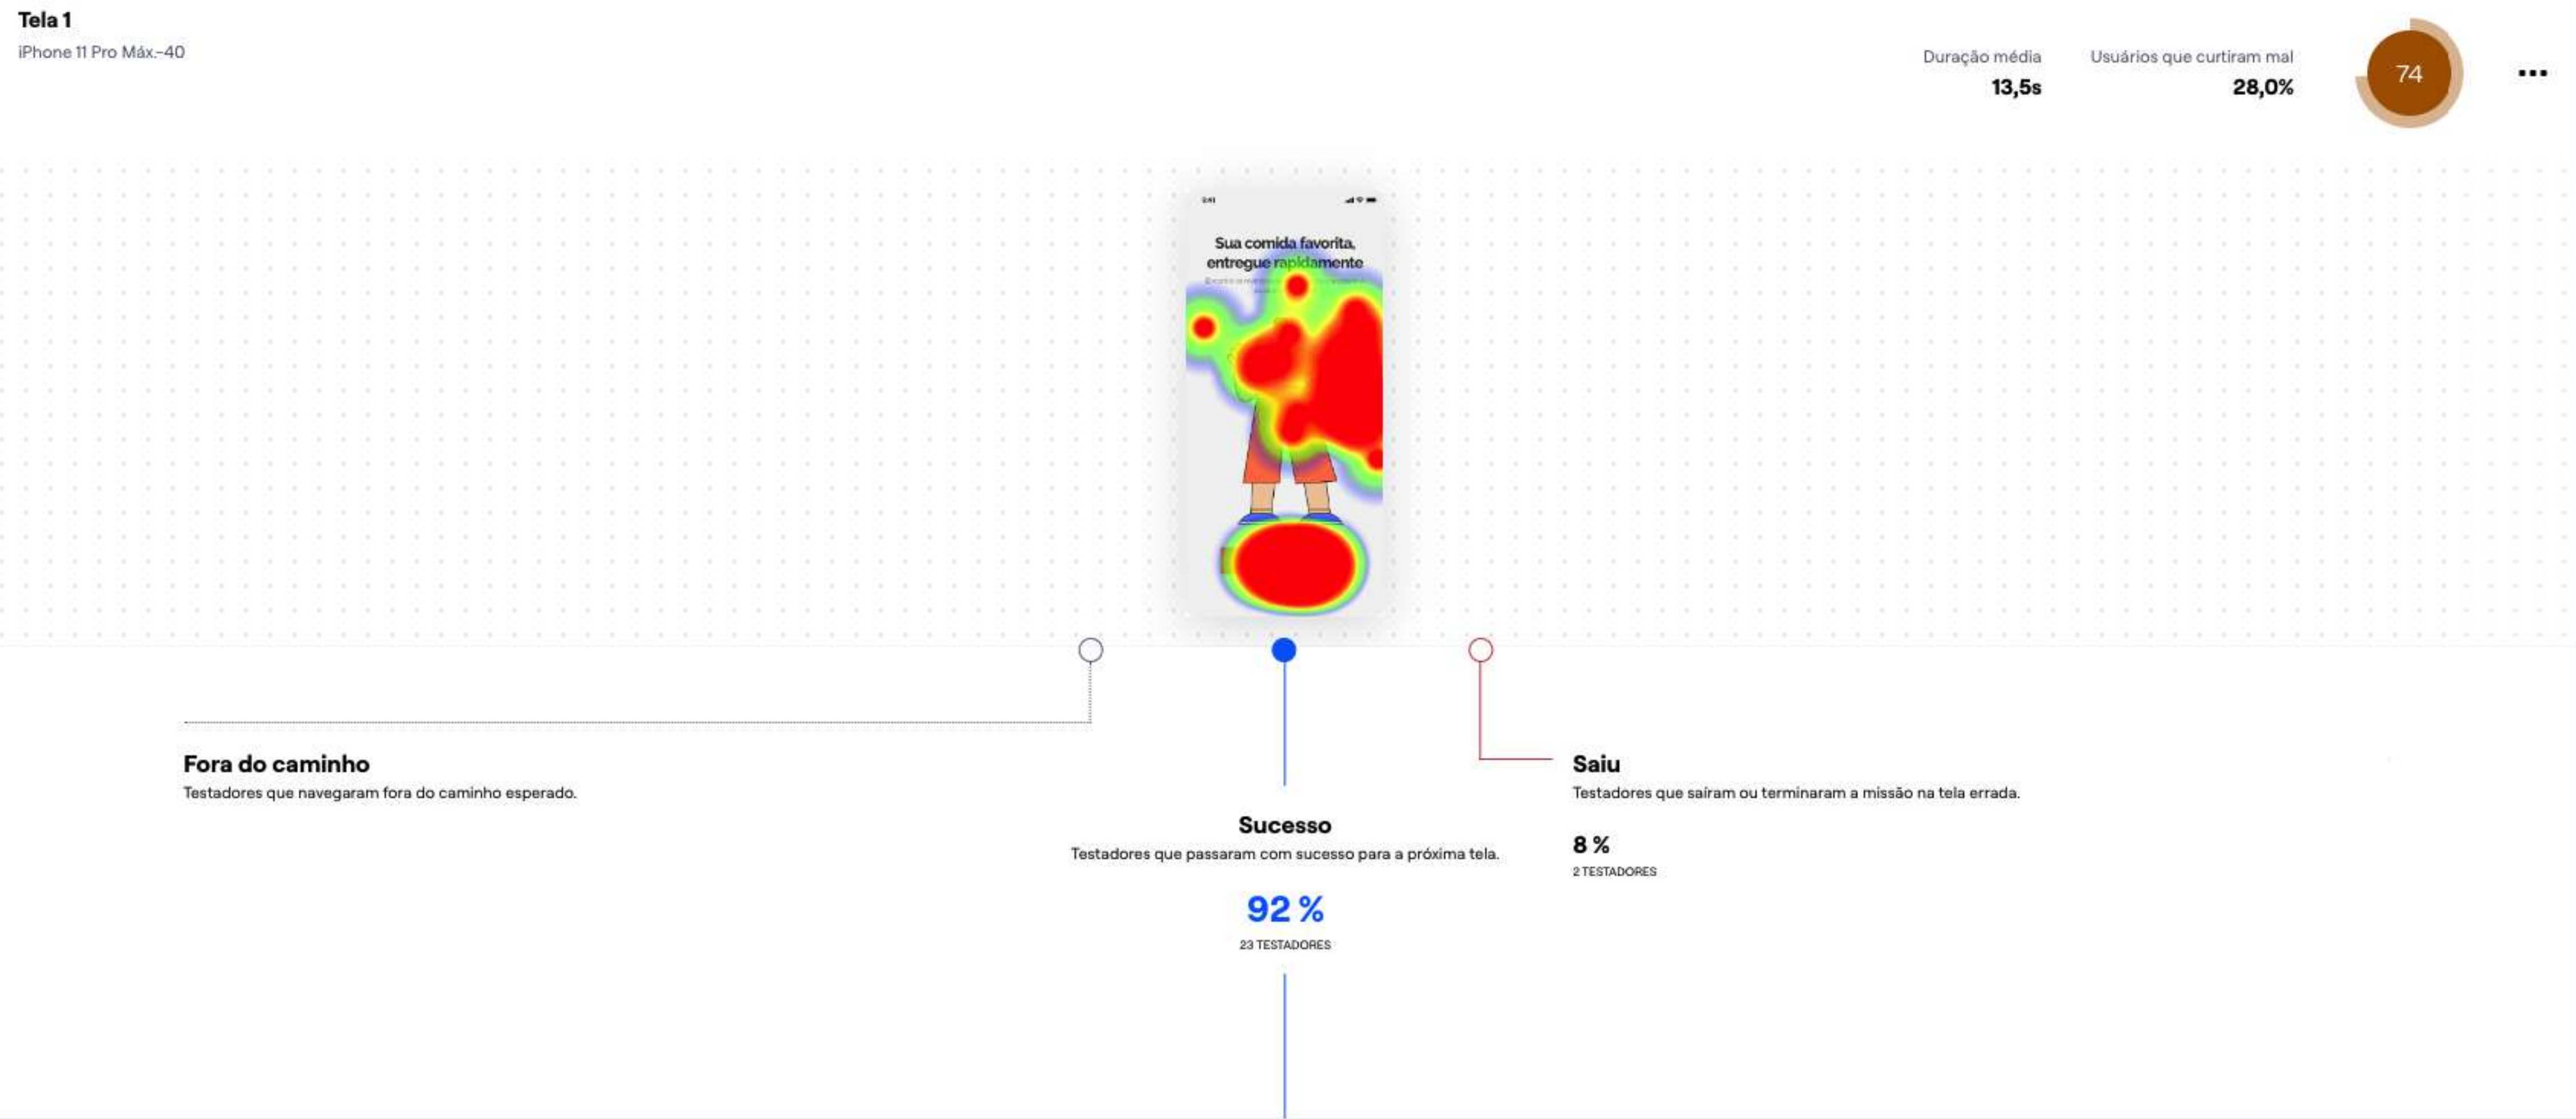 Tela 1
iPhone 11 Pro Máx.-40
Duração média
13,5s
Usuários que curtiram mal
28,0%
74
Sua comida favorita,
entregue rapidamente
Fora do caminho
Testadores que navegaram fora do caminho esperado.
Sucesso
Testadores que passaram com sucesso para a próxima tela.
92 %
23 TESTADORES
Saiu
Testadores que saíram ou terminaram a missão na tela errada.
8 %
2 TESTADORES